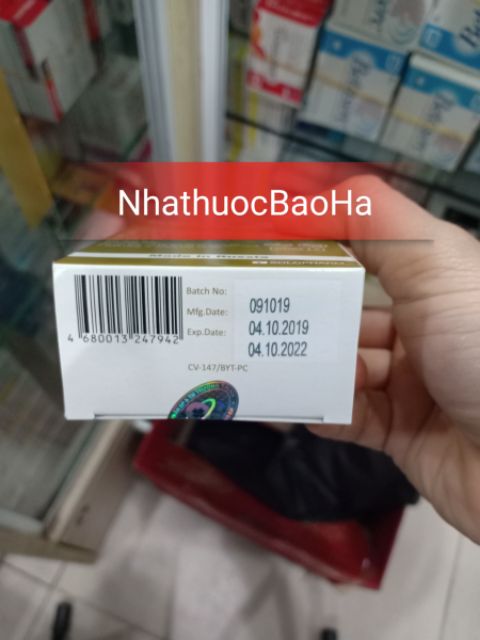 NhathuocBaoHa
Made in Russia
Batch No:
091019
Mfg.Date:
04.10.2019
Exp.Date:
04.10.2022
4 680013 247942
CV-147/BYT-PC